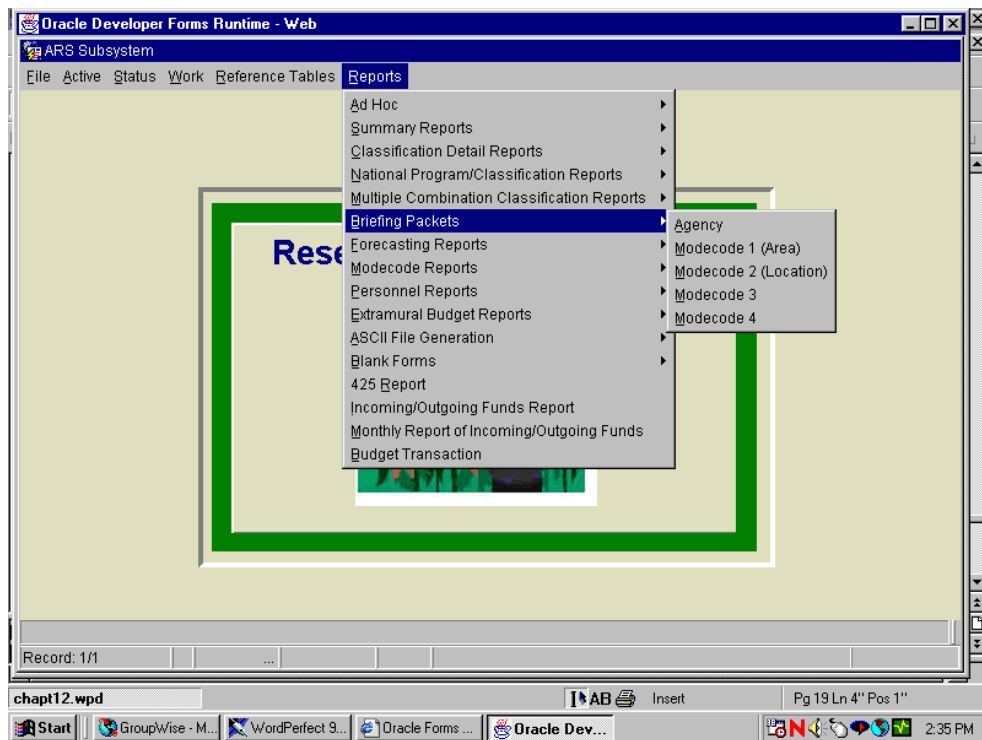 Oracle Developer Forms Runtime - Web
ARS Subsystem
File Active Status Work Reference Tables Reports
Ad Hoc
Summary Reports
Classification Detail Reports
National Program/Classification Reports
Multiple Combination Classification Reports
Briefing Packets
Forecasting Reports
Modecode Reports
Personnel Reports
Extramural Budget Reports
ASCII File Generation
Blank Forms
425 Report
Incoming/Outgoing Funds Report
Monthly Report of Incoming/Outgoing Funds
Budget Transaction
Agency
Modecode 1 (Area)
Modecode 2 (Location)
Modecode 3
Modecode 4
Rese
Record: 1/1 ...
chapt12.wpd AB Insert Pg 19 Ln 4" Pos 1"
Start GroupWise - M... WordPerfect 9... Oracle Forms ... Oracle Dev... N 2:35 PM